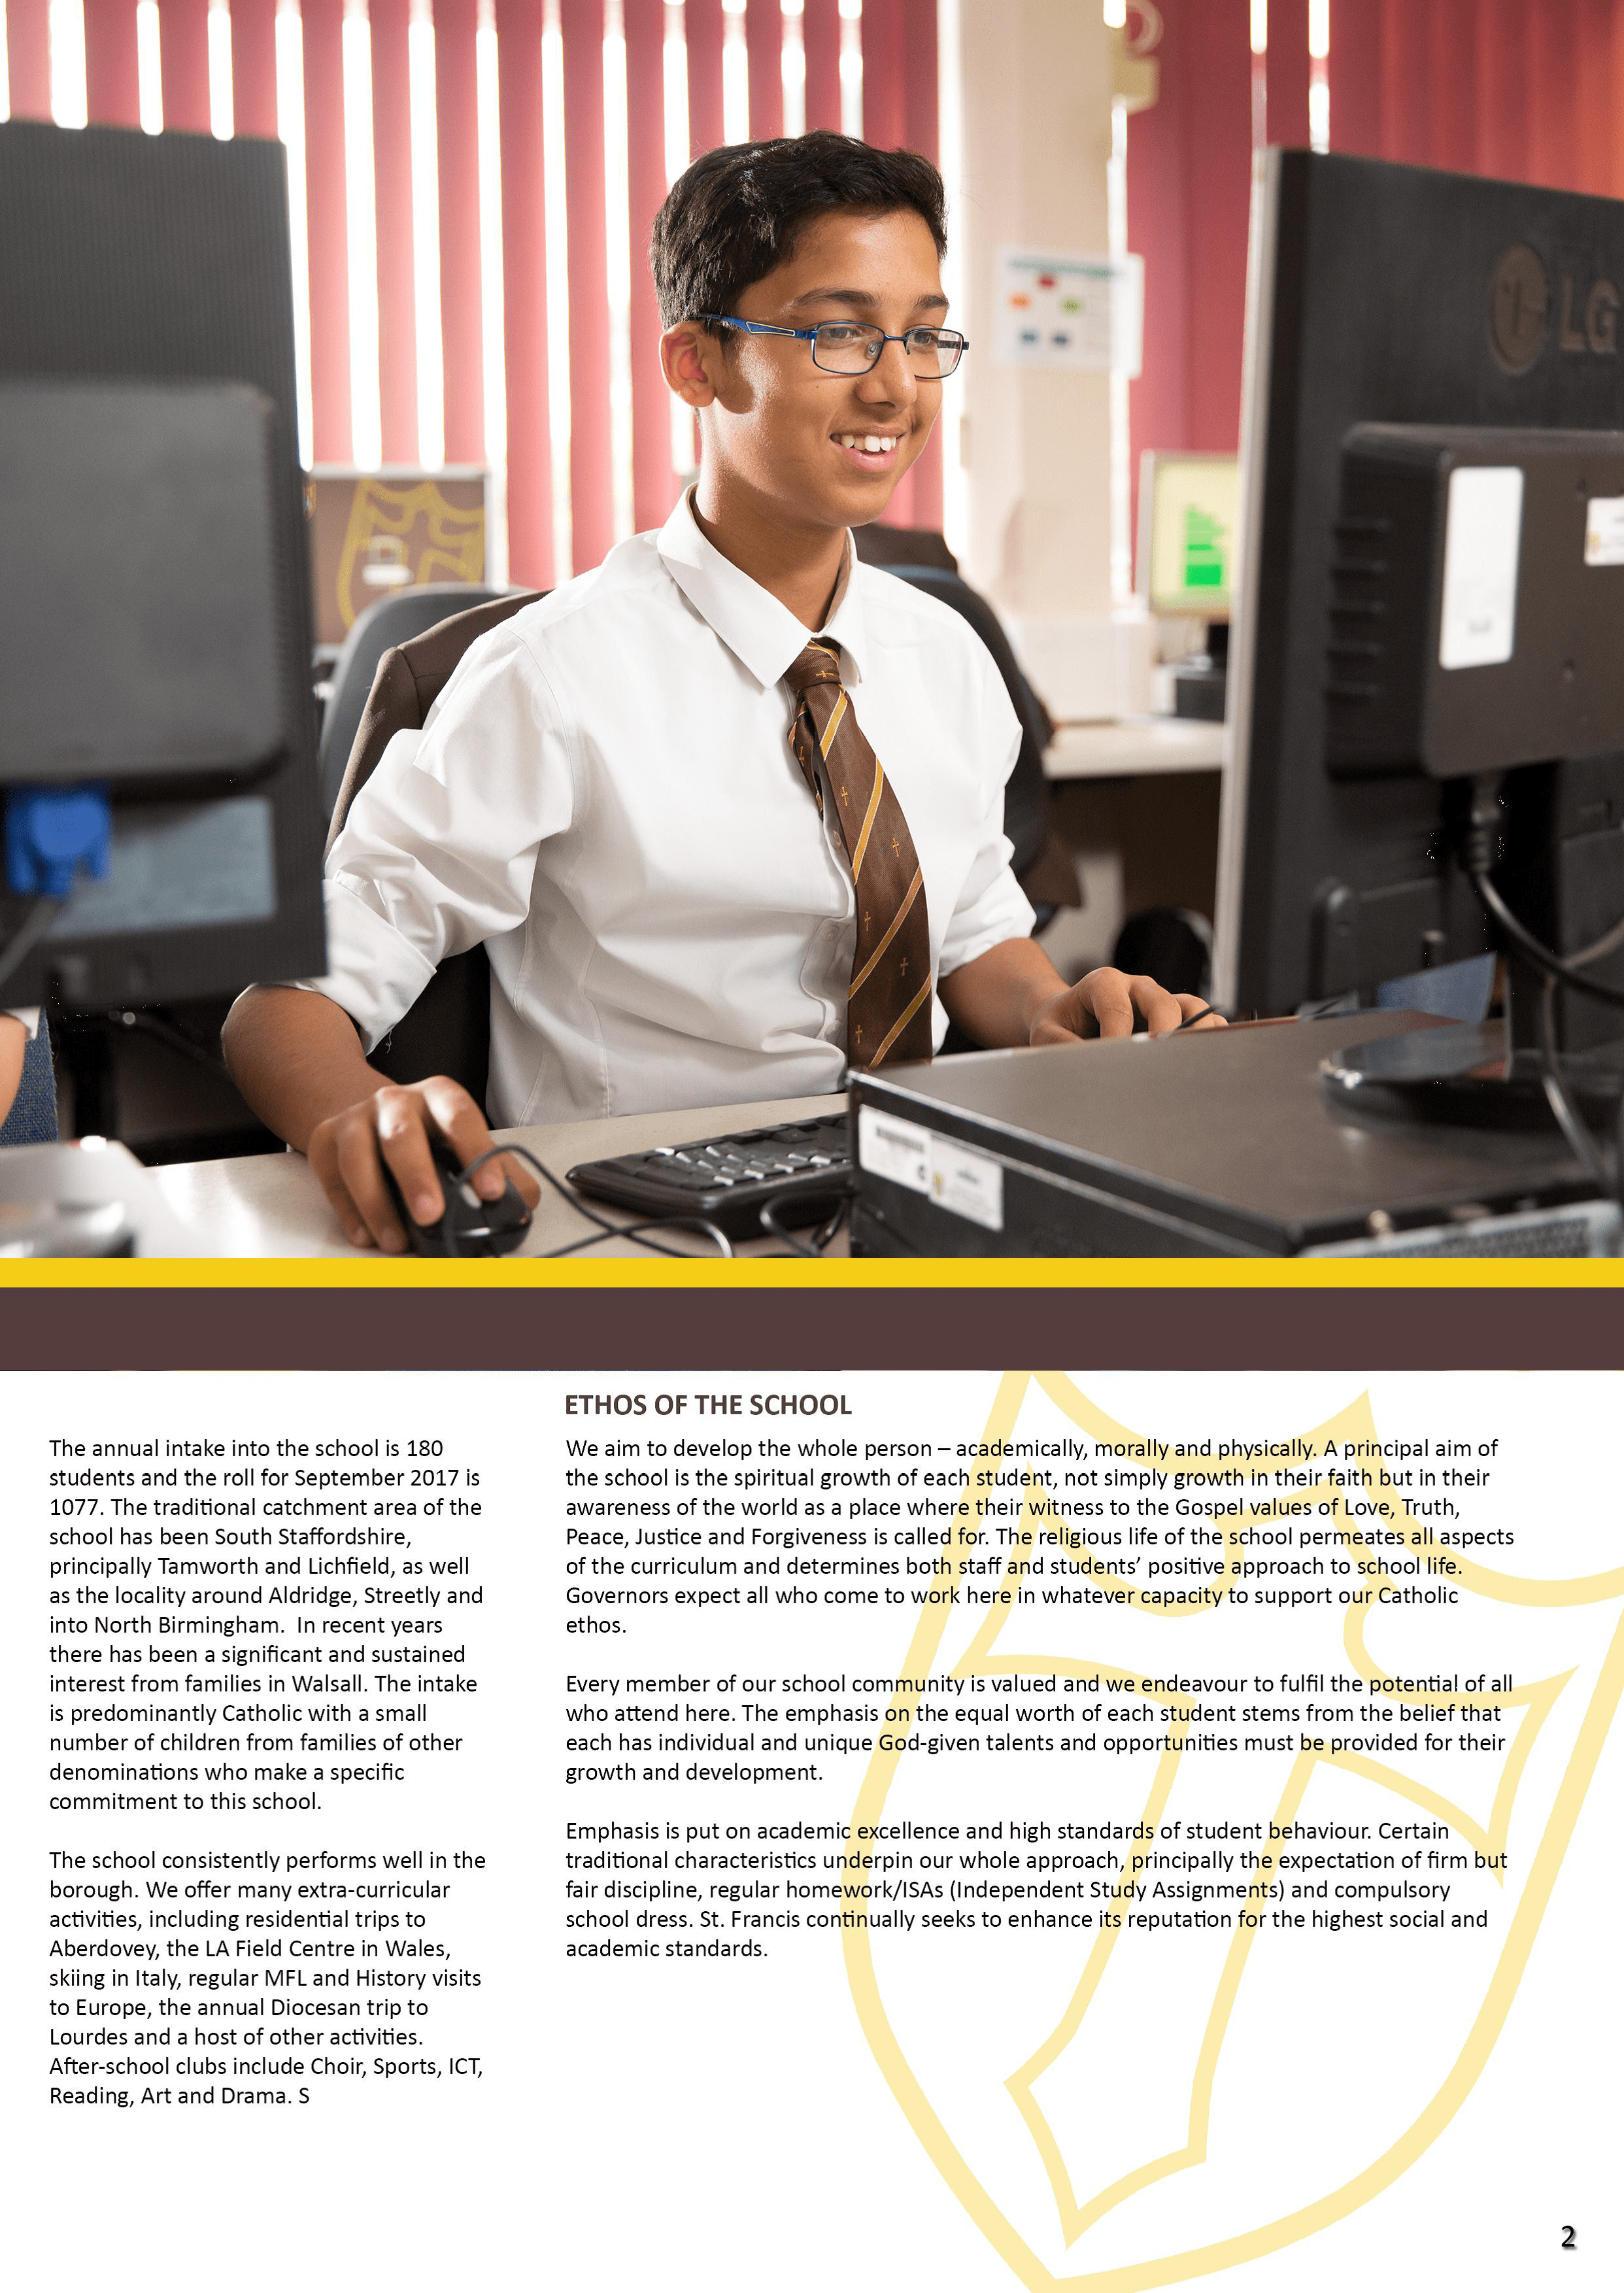 LG
The annual intake into the school is 180
students and the roll for September 2017 is
1077. The traditional catchment area of the
school has been South Staffordshire,
principally Tamworth and Lichfield, as well
as the locality around Aldridge, Streetly and
into North Birmingham.  In recent years
there has been a significant and sustained
interest from families in Walsall. The intake
is predominantly Catholic with a small
number of children from families of other
denominations who make a specific
commitment to this school.
The school consistently performs well in the
borough. We offer many extra-curricular
activities, including residential trips to
Aberdovey, the LA Field Centre in Wales,
skiing in Italy, regular MFL and History visits
to Europe, the annual Diocesan trip to
Lourdes and a host of other activities.
After-school clubs include Choir, Sports, ICT,
Reading, Art and Drama. S
ETHOS OF THE SCHOOL
We aim to develop the whole person – academically, morally and physically. A principal aim of
the school is the spiritual growth of each student, not simply growth in their faith but in their
awareness of the world as a place where their witness to the Gospel values of Love, Truth,
Peace, Justice and Forgiveness is called for. The religious life of the school permeates all aspects
of the curriculum and determines both staff and students’ positive approach to school life.
Governors expect all who come to work here in whatever capacity to support our Catholic
ethos.
Every member of our school community is valued and we endeavour to fulfil the potential of all
who attend here. The emphasis on the equal worth of each student stems from the belief that
each has individual and unique God-given talents and opportunities must be provided for their
growth and development.
Emphasis is put on academic excellence and high standards of student behaviour. Certain
traditional characteristics underpin our whole approach, principally the expectation of firm but
fair discipline, regular homework/ISAs (Independent Study Assignments) and compulsory
school dress. St. Francis continually seeks to enhance its reputation for the highest social and
academic standards.
2